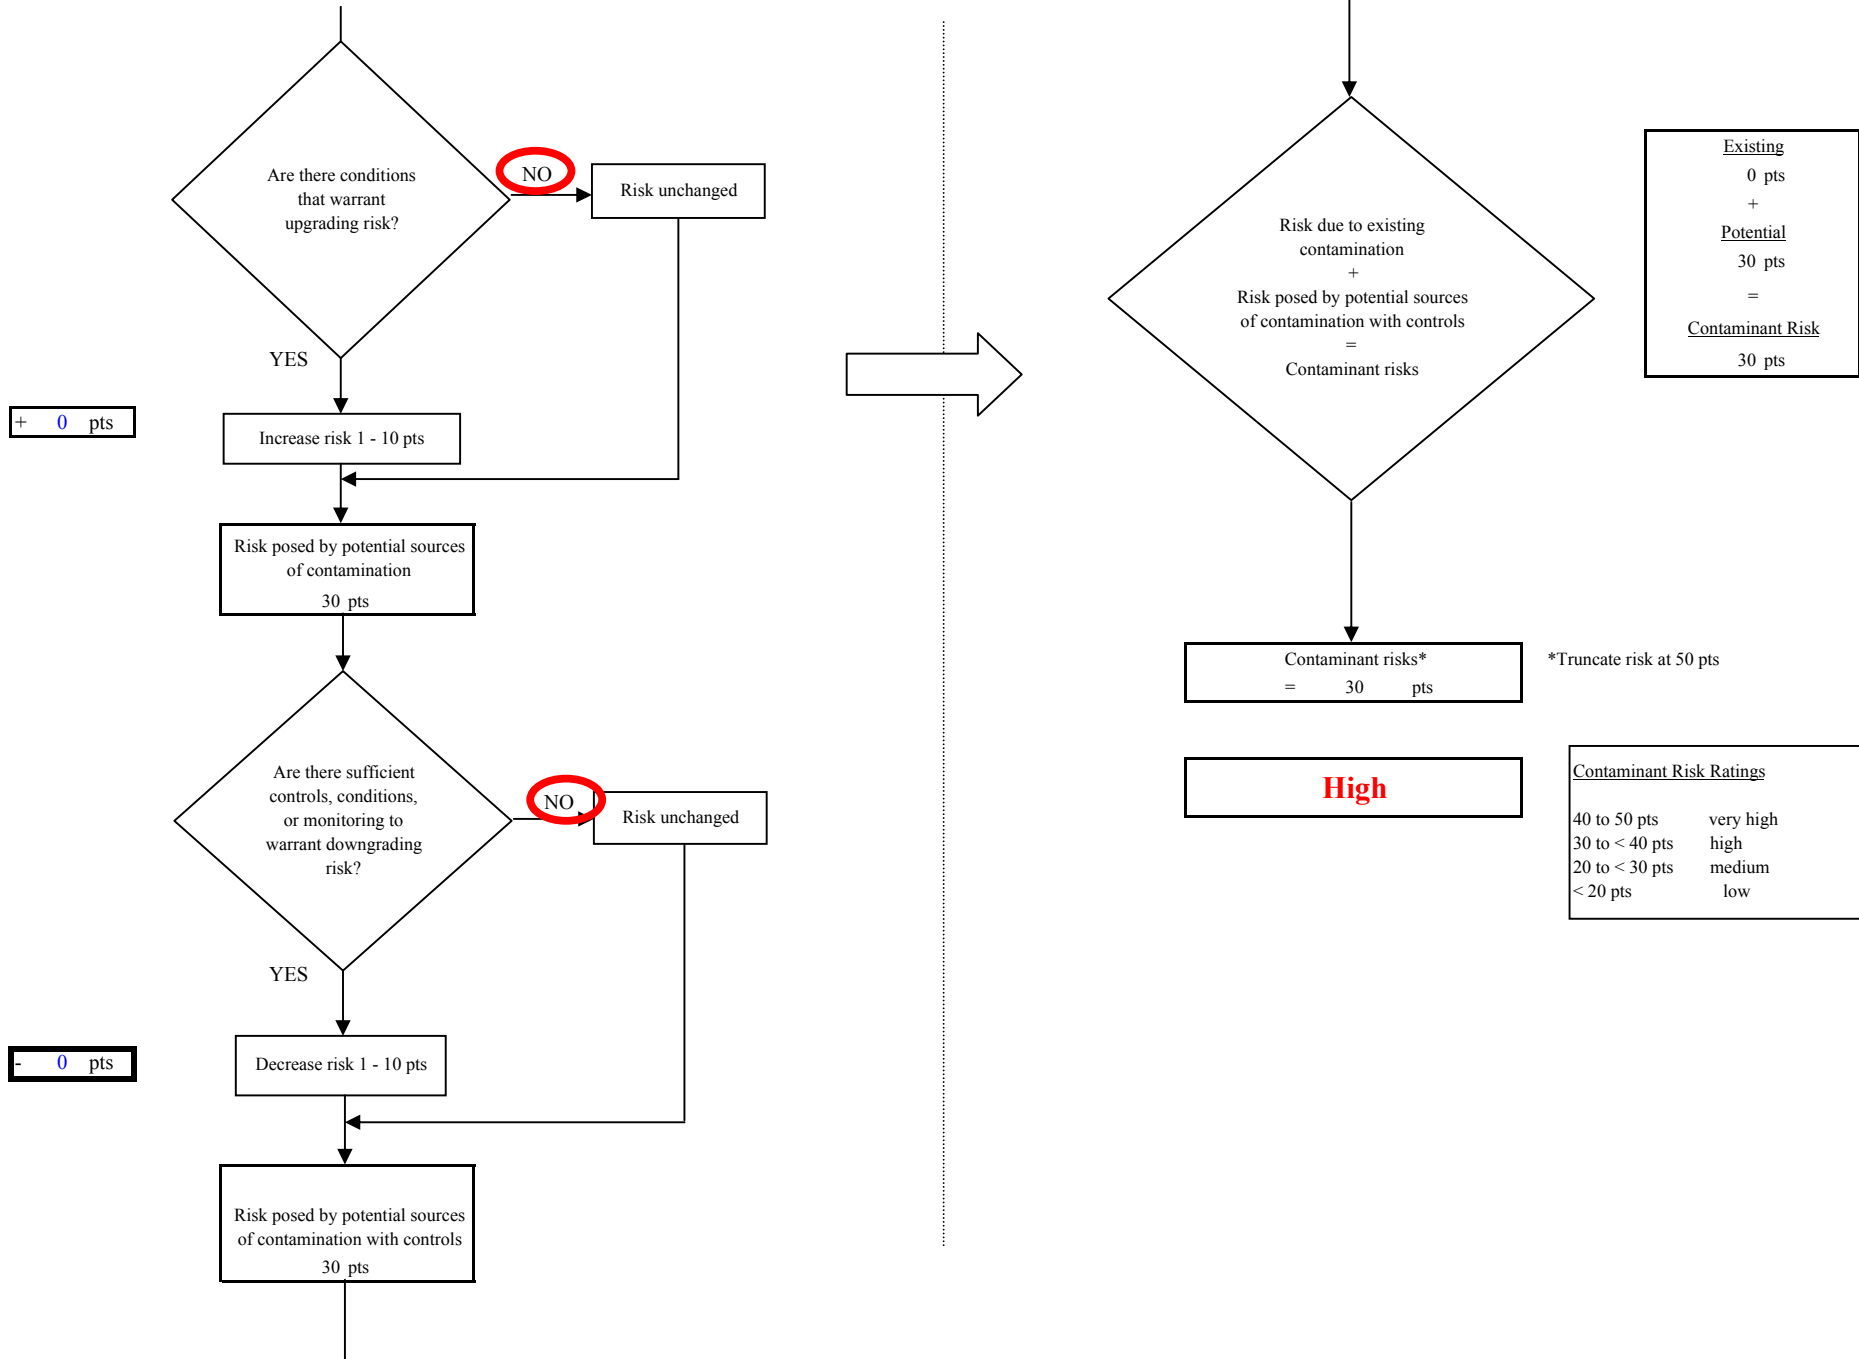 Are there conditions
that warrant
upgrading risk?
NO
Risk unchanged
YES
+ 0 pts
Increase risk 1 - 10 pts
Risk posed by potential sources
of contamination
30 pts
Are there sufficient
controls, conditions,
or monitoring to
warrant downgrading
risk?
NO
Risk unchanged
YES
- 0 pts
Decrease risk 1 - 10 pts
Risk posed by potential sources
of contamination with controls
30 pts
Risk due to existing
contamination
+
Risk posed by potential sources
of contamination with controls
=
Contaminant risks
Existing
0 pts
+
Potential
30 pts
=
Contaminant Risk
30 pts
Contaminant risks*
= 30 pts
*Truncate risk at 50 pts
High
Contaminant Risk Ratings
40 to 50 pts very high
30 to < 40 pts high
20 to < 30 pts medium
< 20 pts low